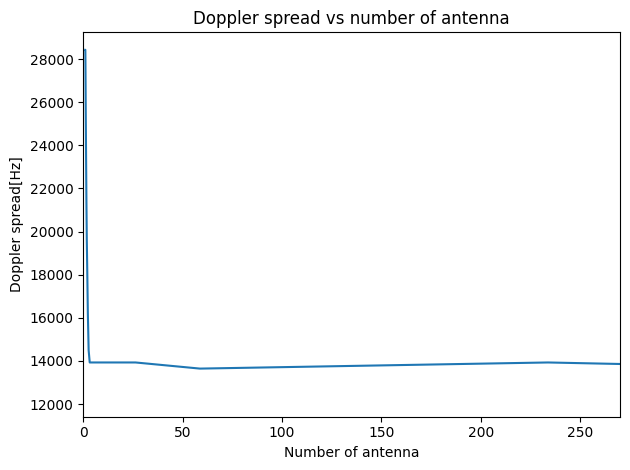 Doppler spread vs number of antenna
28000
26000
24000
22000
20000
18000
16000
14000
12000
Doppler spread[Hz]
0 50 100 150 200 250
Number of antenna